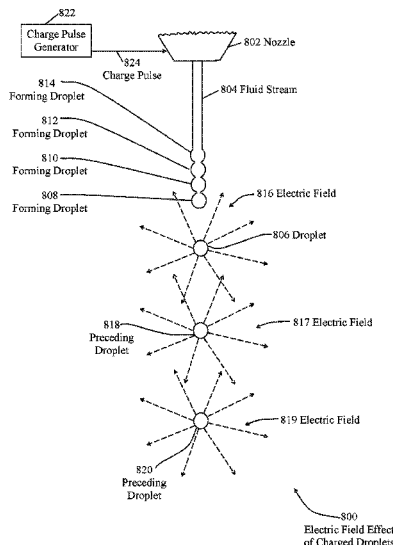 822
Charge Pulse
Generator
824
Charge Pulse
802 Nozzle
804 Fluid Stream
814
Forming Droplet
812
Forming Droplet
810
Forming Droplet
808
Forming Droplet
816 Electric Field
806 Droplet
818
Preceding
Droplet
817 Electric Field
819 Electric Field
820
Preceding
Droplet
800
Electric Field Effect
of Charged Droplets